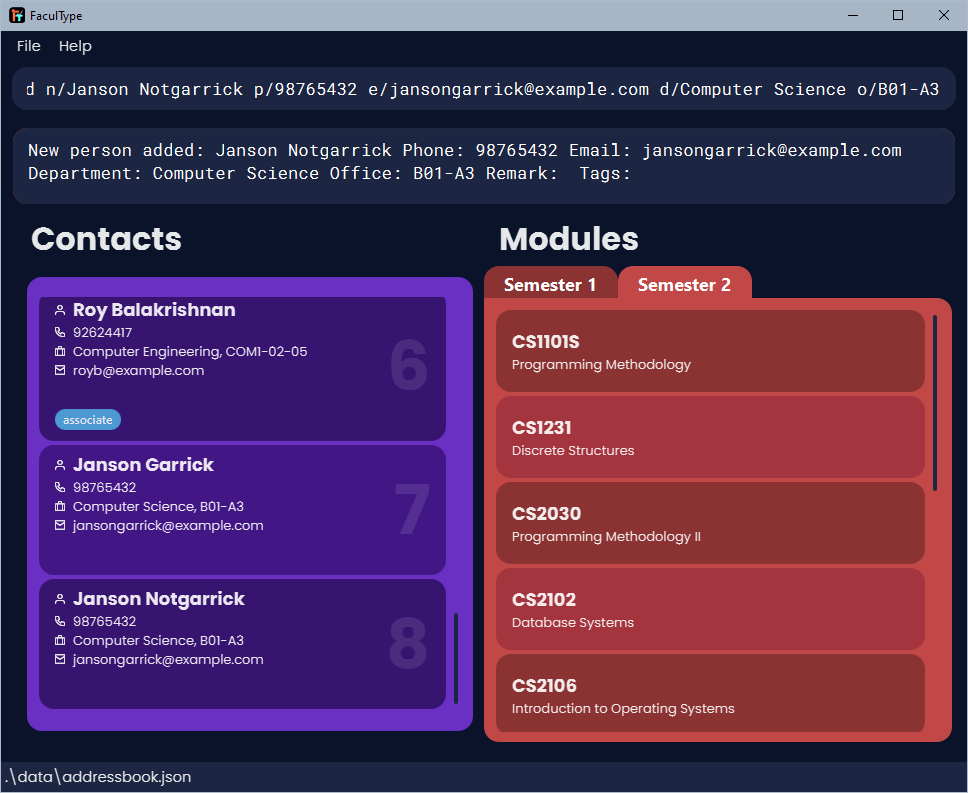 FaculType
File Help
d n/Janson Notgarrick p/98765432 e/jansongarrick@example.com d/Computer Science o/B01-A3
New person added: Janson Notgarrick Phone: 98765432 Email: jansongarrick@example.com
Department: Computer Science Office: B01-A3 Remark:  Tags:
Contacts
Roy Balakrishnan
92624417
Computer Engineering, COM1-02-05
royb@example.com
6
associate
Janson Garrick
98765432
Computer Science, B01-A3
jansongarrick@example.com
7
Janson Notgarrick
98765432
Computer Science, B01-A3
jansongarrick@example.com
8
Modules
Semester 1
Semester 2
CS1101S
Programming Methodology
CS1231
Discrete Structures
CS2030
Programming Methodology II
CS2102
Database Systems
CS2106
Introduction to Operating Systems
.\data\addressbook.json